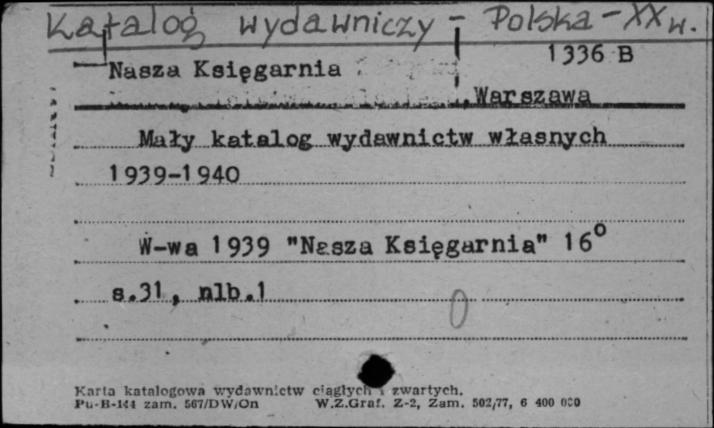 Katalog wydawniczy - Polska - XX w.
1336 B
Nasza Księgarnia
, Warszawa
Mały katalog wydawnictw własnych
1939-1940
W-wa 1939 "Nasza Księgarnia" 16°
s.31, nlb.1
0
Karta katalogowa wydawnictw ciągłych i zwartych.
Pu-B-144 zam. 567/DW/On W.Z.Graf. Z-2, Zam. 502/77, 6 400 000